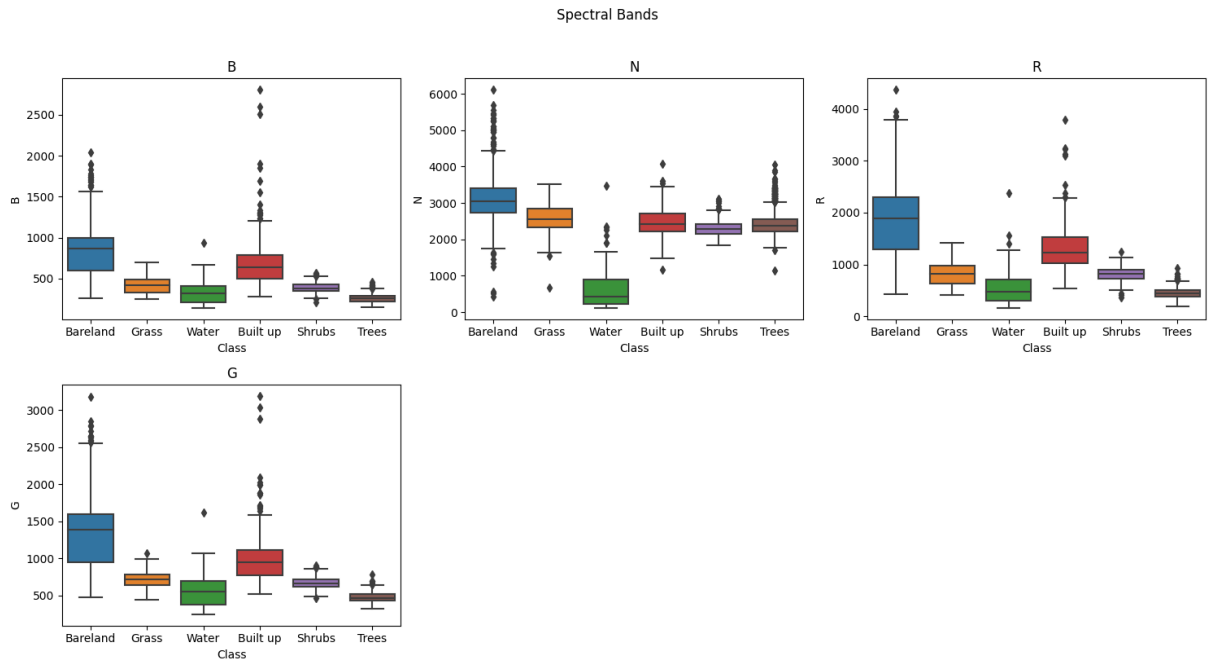 Spectral Bands
B
2500
2000
1500
1000
500
B
Bareland Grass Water Built up Shrubs Trees
Class
N
6000
5000
4000
3000
2000
1000
0
N
Bareland Grass Water Built up Shrubs Trees
Class
R
4000
3000
2000
1000
0
R
Bareland Grass Water Built up Shrubs Trees
Class
G
3000
2500
2000
1500
1000
500
G
Bareland Grass Water Built up Shrubs Trees
Class